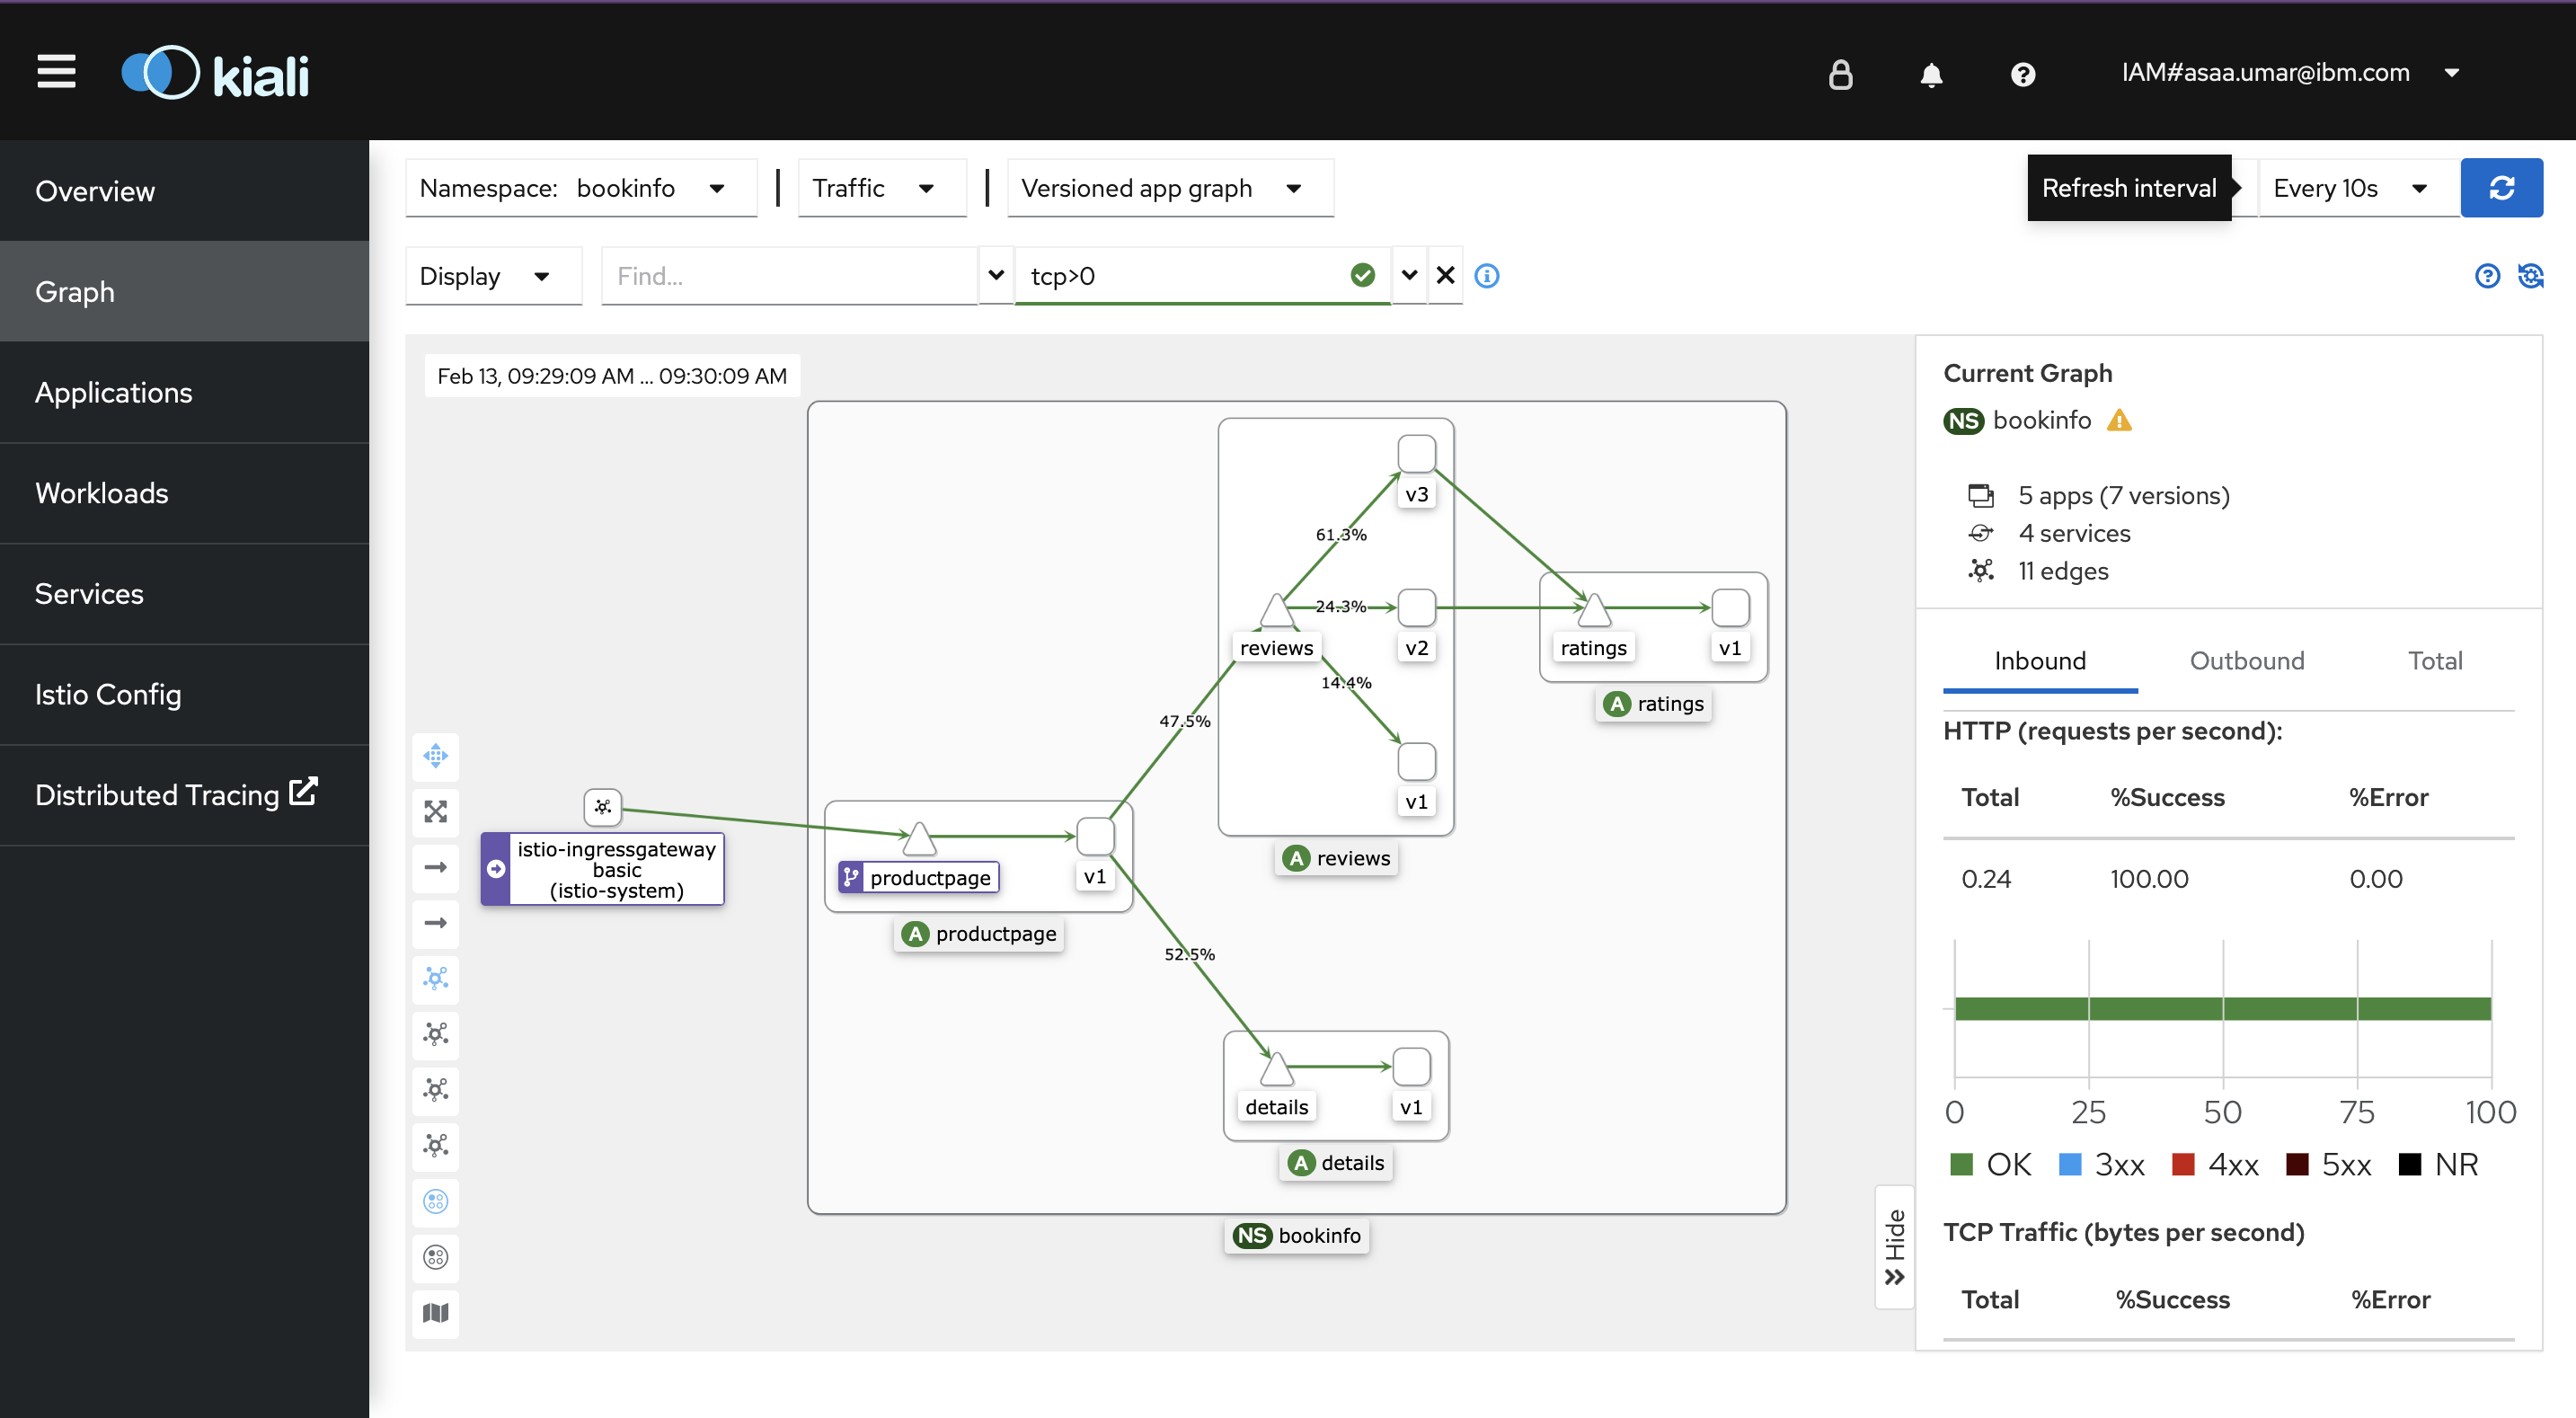 kiali
IAM#asaa.umar@ibm.com
Overview
Graph
Applications
Workloads
Services
Istio Config
Distributed Tracing
Namespace: bookinfo
Traffic
Versioned app graph
Refresh interval
Every 10s
Display
Find...
tcp>0
Feb 13, 09:29:09 AM ... 09:30:09 AM
v3
61.3%
24.3%
reviews
v2
ratings
v1
14.4%
A ratings
47.5%
v1
A reviews
istio-ingressgateway
basic
(istio-system)
productpage
v1
A productpage
52.5%
details
v1
A details
NS bookinfo
Hide
Current Graph
NS bookinfo
5 apps (7 versions)
4 services
11 edges
Inbound
Outbound
Total
HTTP (requests per second):
Total %Success %Error
0.24 100.00 0.00
0 25 50 75 100
OK 3xx 4xx 5xx NR
TCP Traffic (bytes per second)
Total %Success %Error